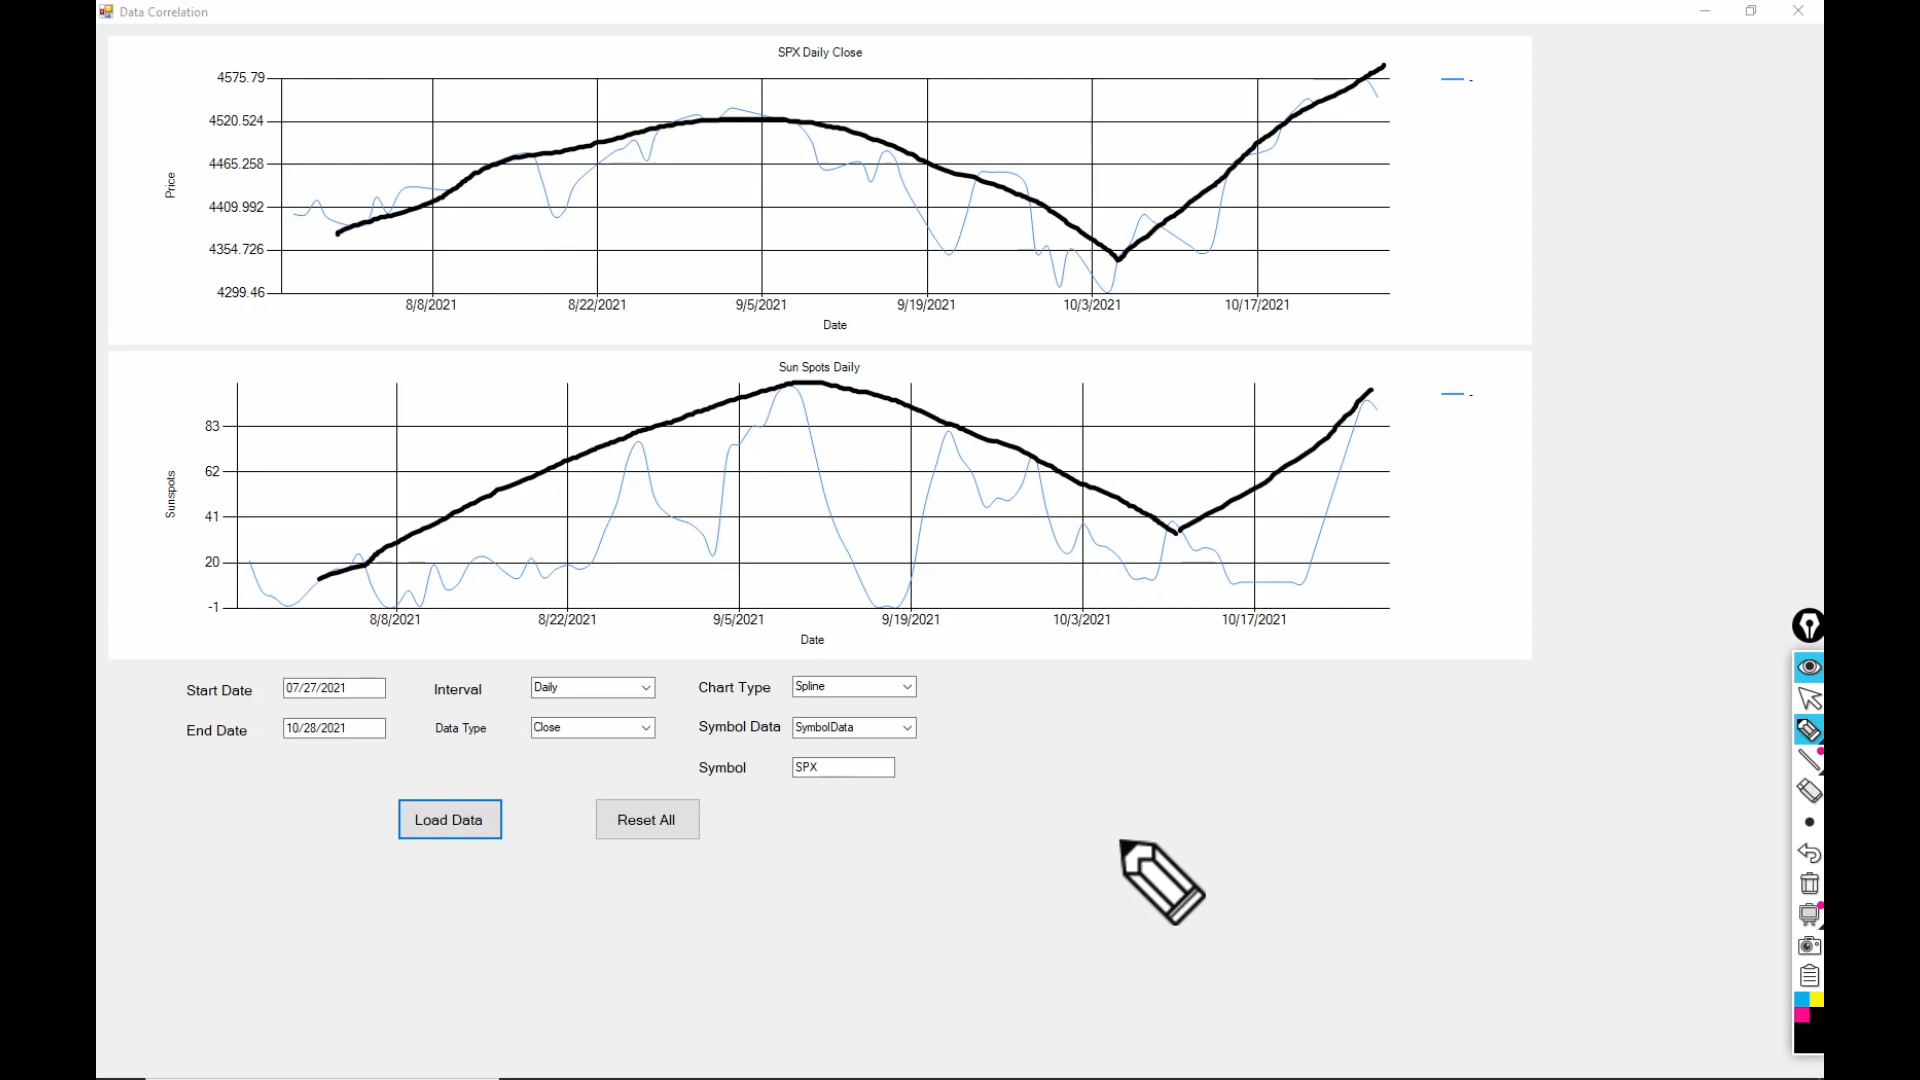 Data Correlation
SPX Daily Close
4575.79
4520.524
4465.258
4409.992
4354.726
4299.46
Price
8/8/2021 8/22/2021 9/5/2021 9/19/2021 10/3/2021 10/17/2021
Date
-
Sun Spots Daily
83
62
41
20
-1
Sunspots
8/8/2021 8/22/2021 9/5/2021 9/19/2021 10/3/2021 10/17/2021
Date
-
Start Date 07/27/2021 Interval Daily Chart Type Spline
End Date 10/28/2021 Data Type Close Symbol Data SymbolData
Symbol SPX
Load Data Reset All